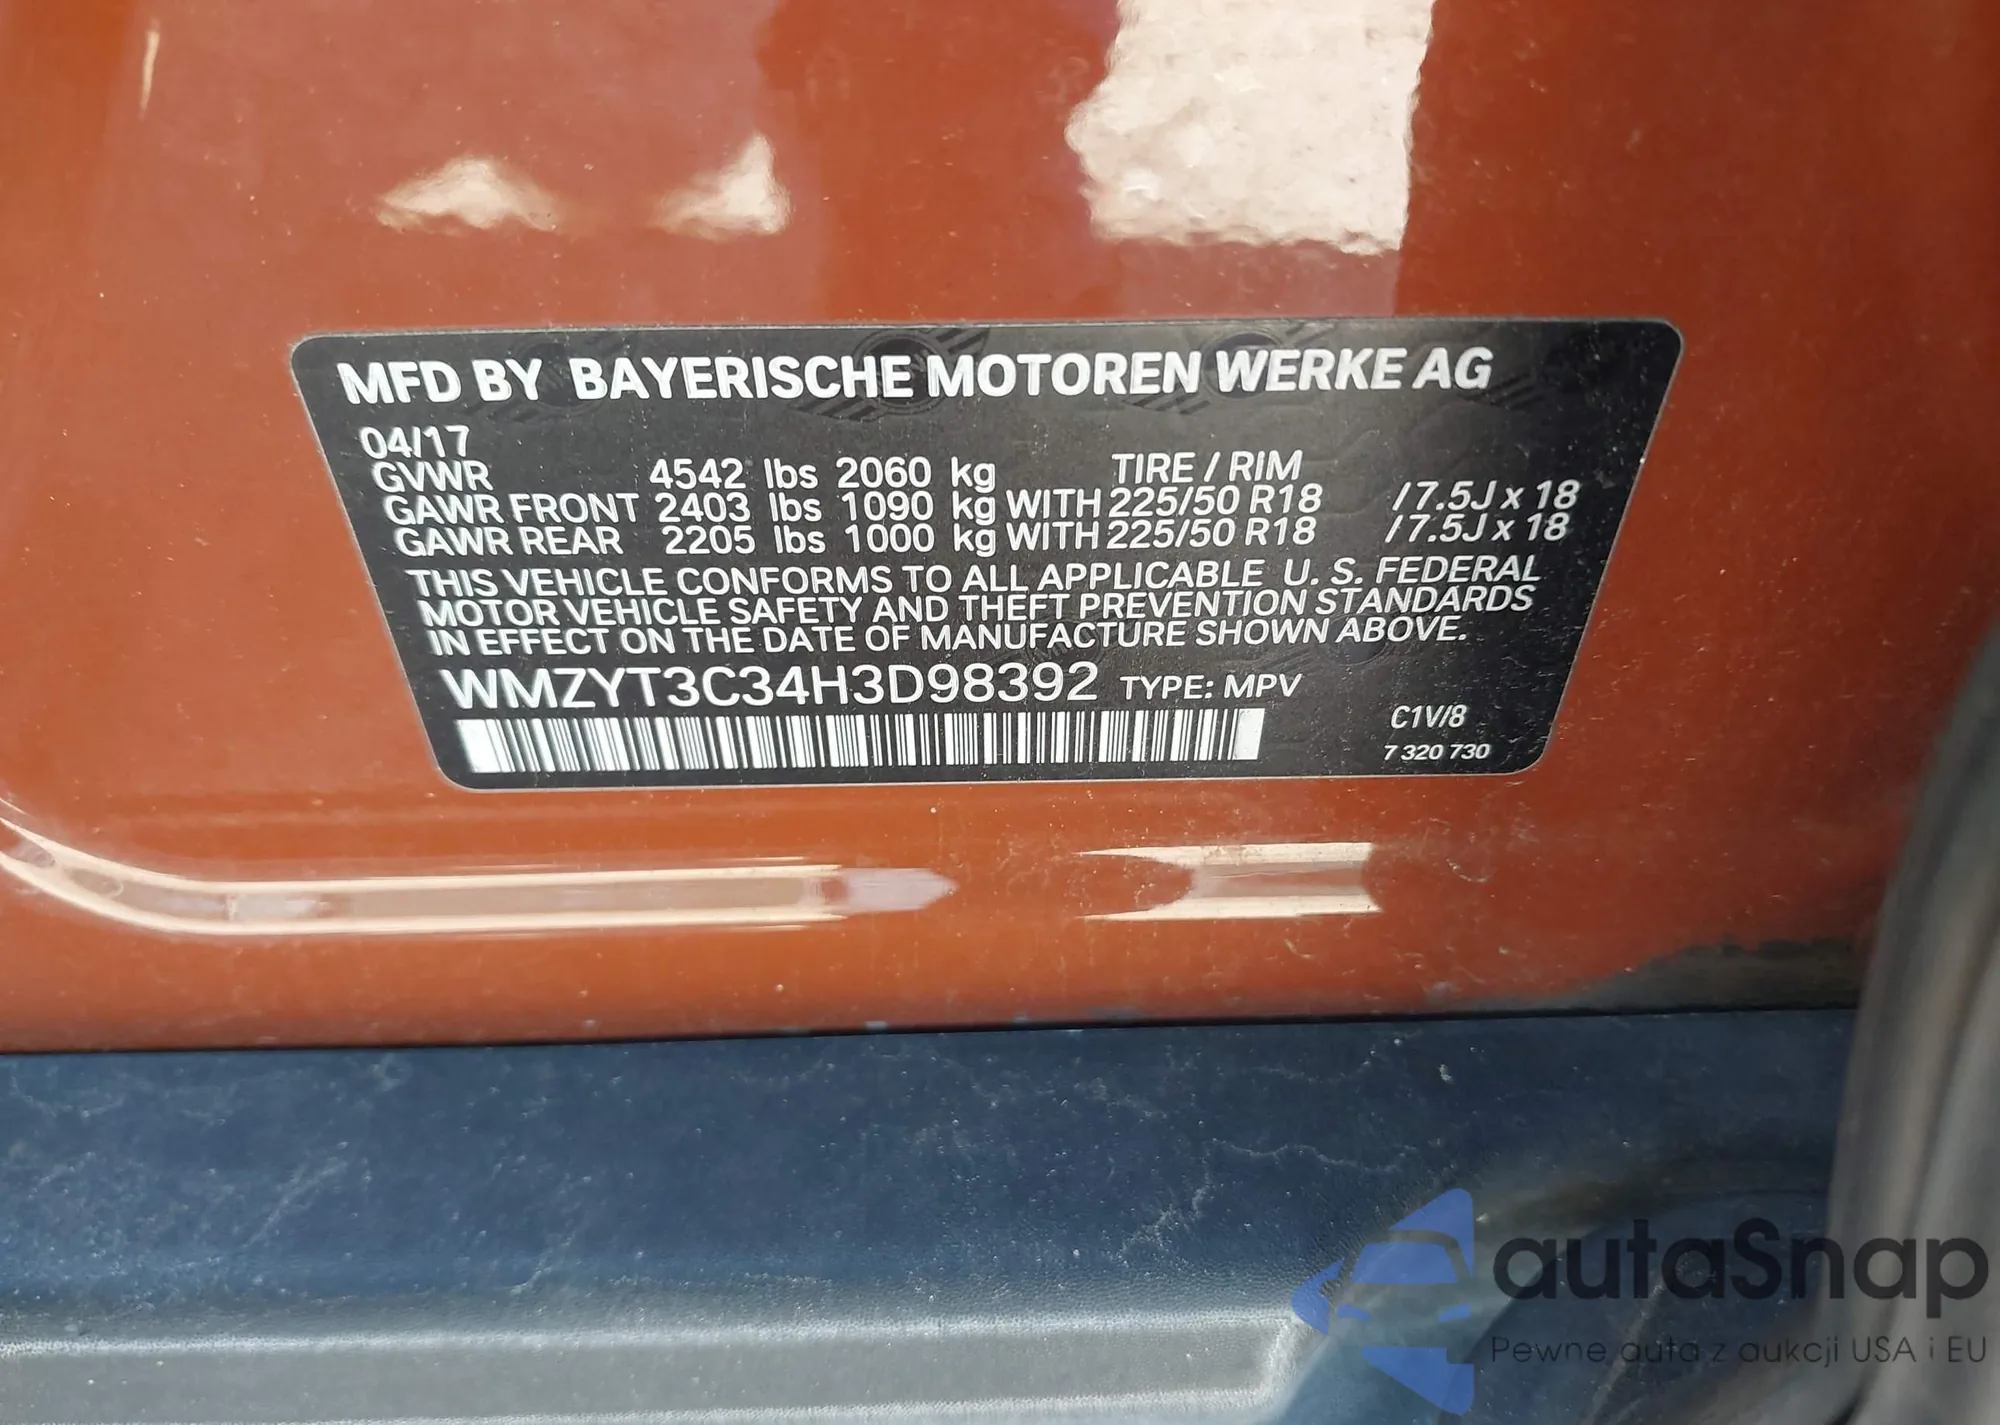 MFD BY BAYERISCHE MOTOREN WERKE AG
04/17
GVWR 4542 lbs 2060 kg TIRE / RIM
GAWR FRONT 2403 lbs 1090 kg WITH 225/50 R18 / 7.5J x 18
GAWR REAR 2205 lbs 1000 kg WITH 225/50 R18 / 7.5J x 18
THIS VEHICLE CONFORMS TO ALL APPLICABLE U. S. FEDERAL
MOTOR VEHICLE SAFETY AND THEFT PREVENTION STANDARDS
IN EFFECT ON THE DATE OF MANUFACTURE SHOWN ABOVE.
WMZYT3C34H3D98392 TYPE: MPV
C1V/8
7 320 730
autaSnap
Pewne auta z aukcji USA i EU